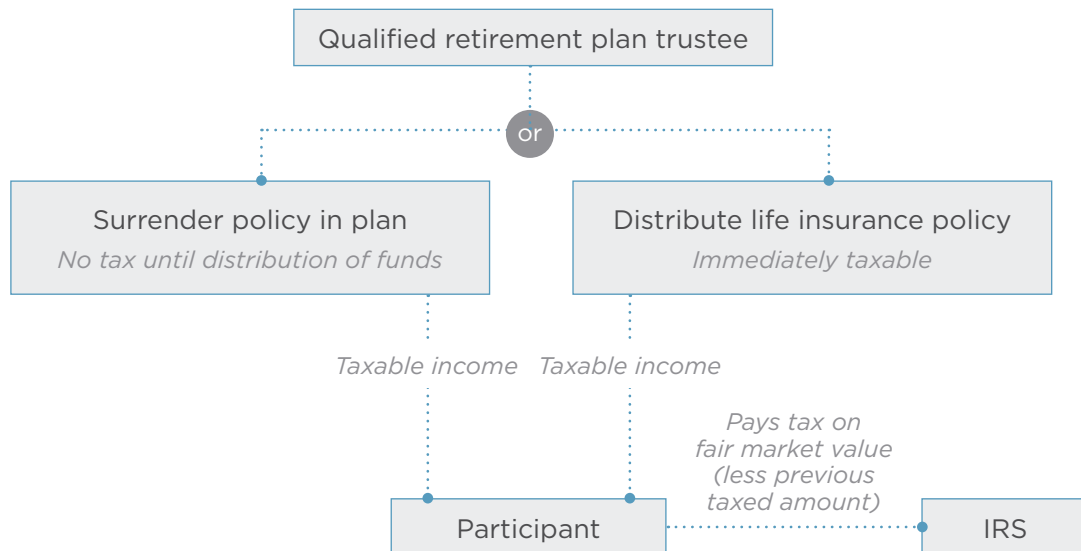 Qualified retirement plan trustee
or
Surrender policy in plan
No tax until distribution of funds
Distribute life insurance policy
Immediately taxable
Taxable income
Taxable income
Pays tax on
fair market value
(less previous
taxed amount)
Participant
IRS